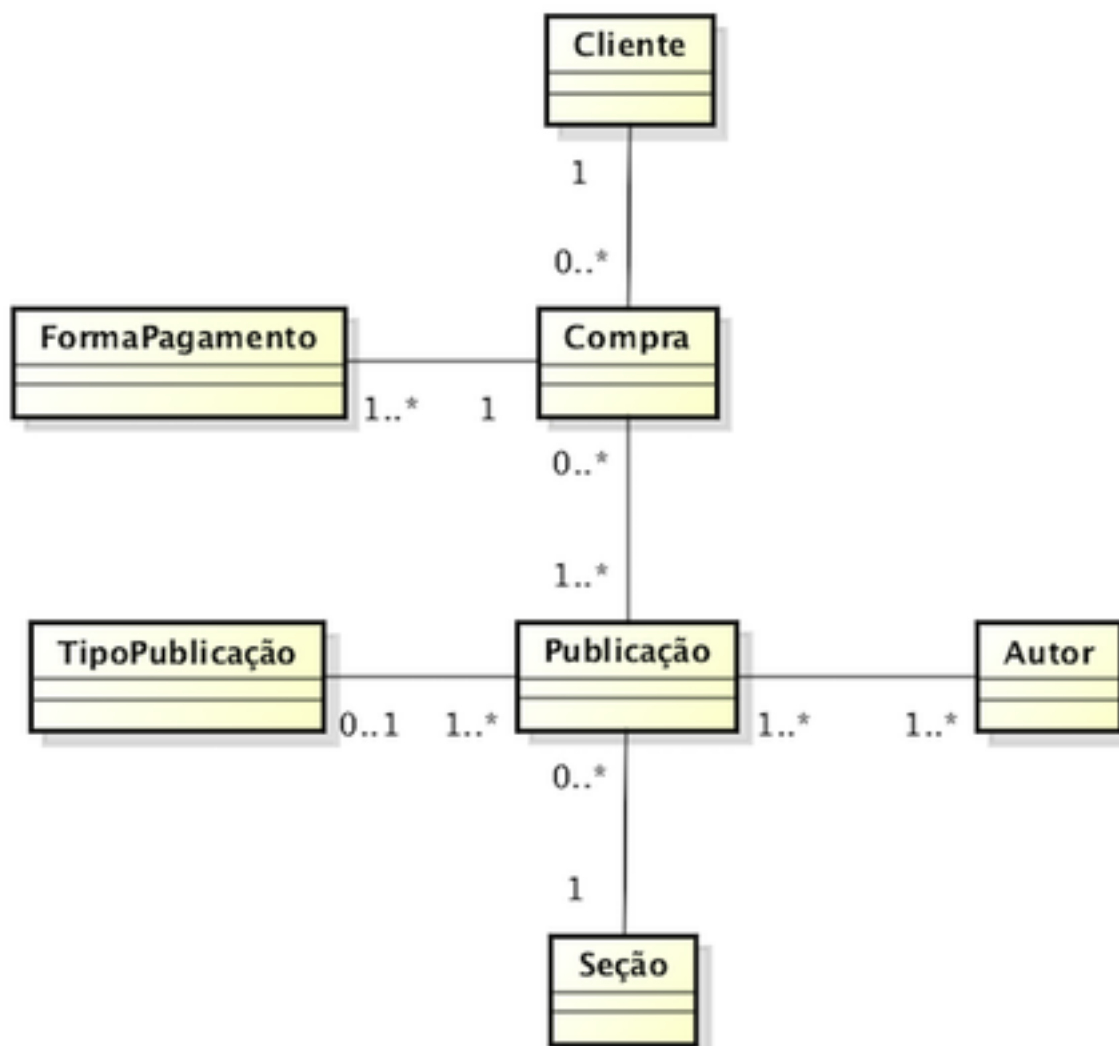 Cliente
1
0..*
FormaPagamento
Compra
1..*
1
0..*
1..*
TipoPublicação
Publicação
Autor
0..1
1..*
1..*
1..*
0..*
1
Seção